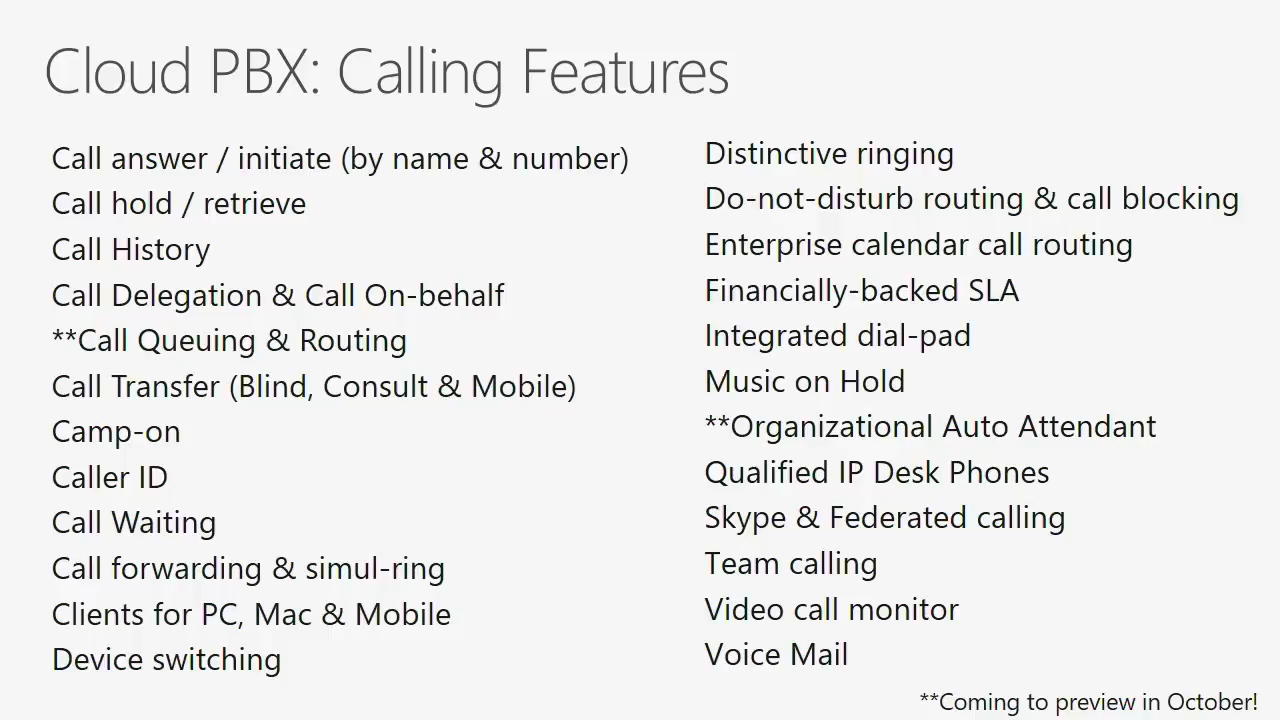 Cloud PBX: Calling Features
Call answer / initiate (by name & number)
Call hold / retrieve
Call History
Call Delegation & Call On-behalf
**Call Queuing & Routing
Call Transfer (Blind, Consult & Mobile)
Camp-on
Caller ID
Call Waiting
Call forwarding & simul-ring
Clients for PC, Mac & Mobile
Device switching
Distinctive ringing
Do-not-disturb routing & call blocking
Enterprise calendar call routing
Financially-backed SLA
Integrated dial-pad
Music on Hold
**Organizational Auto Attendant
Qualified IP Desk Phones
Skype & Federated calling
Team calling
Video call monitor
Voice Mail
**Coming to preview in October!